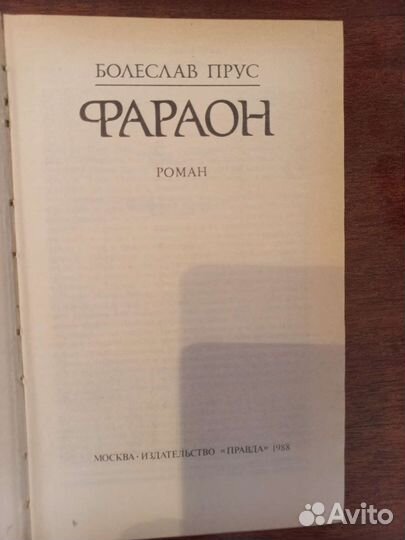 БОЛЕСЛАВ ПРУС
ФАРАОН
РОМАН
МОСКВА · ИЗДАТЕЛЬСТВО «ПРАВДА» 1988
Avito